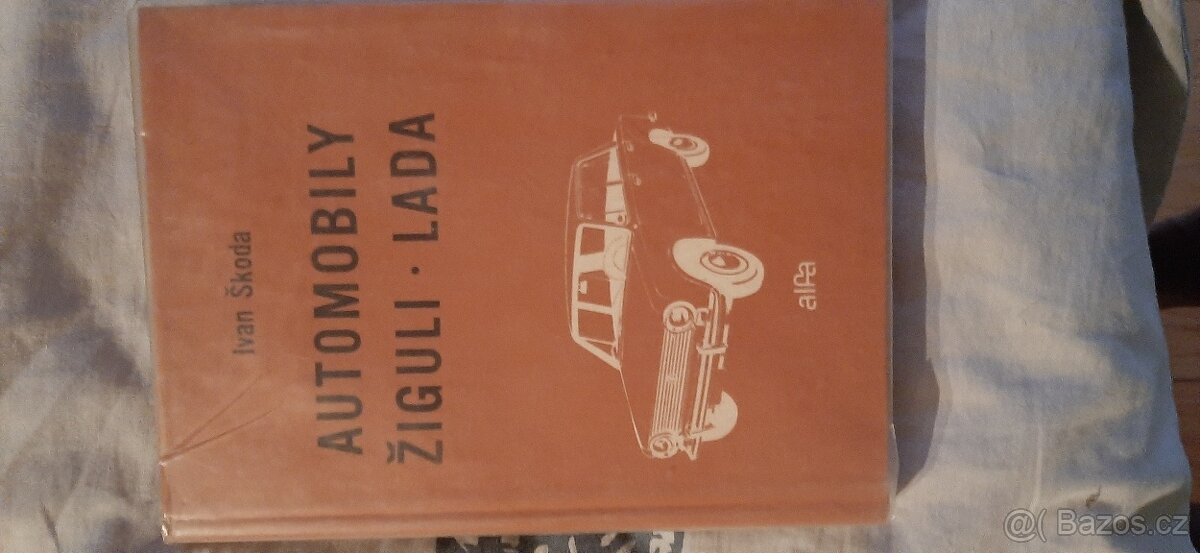 Ivan Škoda
AUTOMOBILY
ŽIGULI · LADA
alfa
@( Bazos.cz